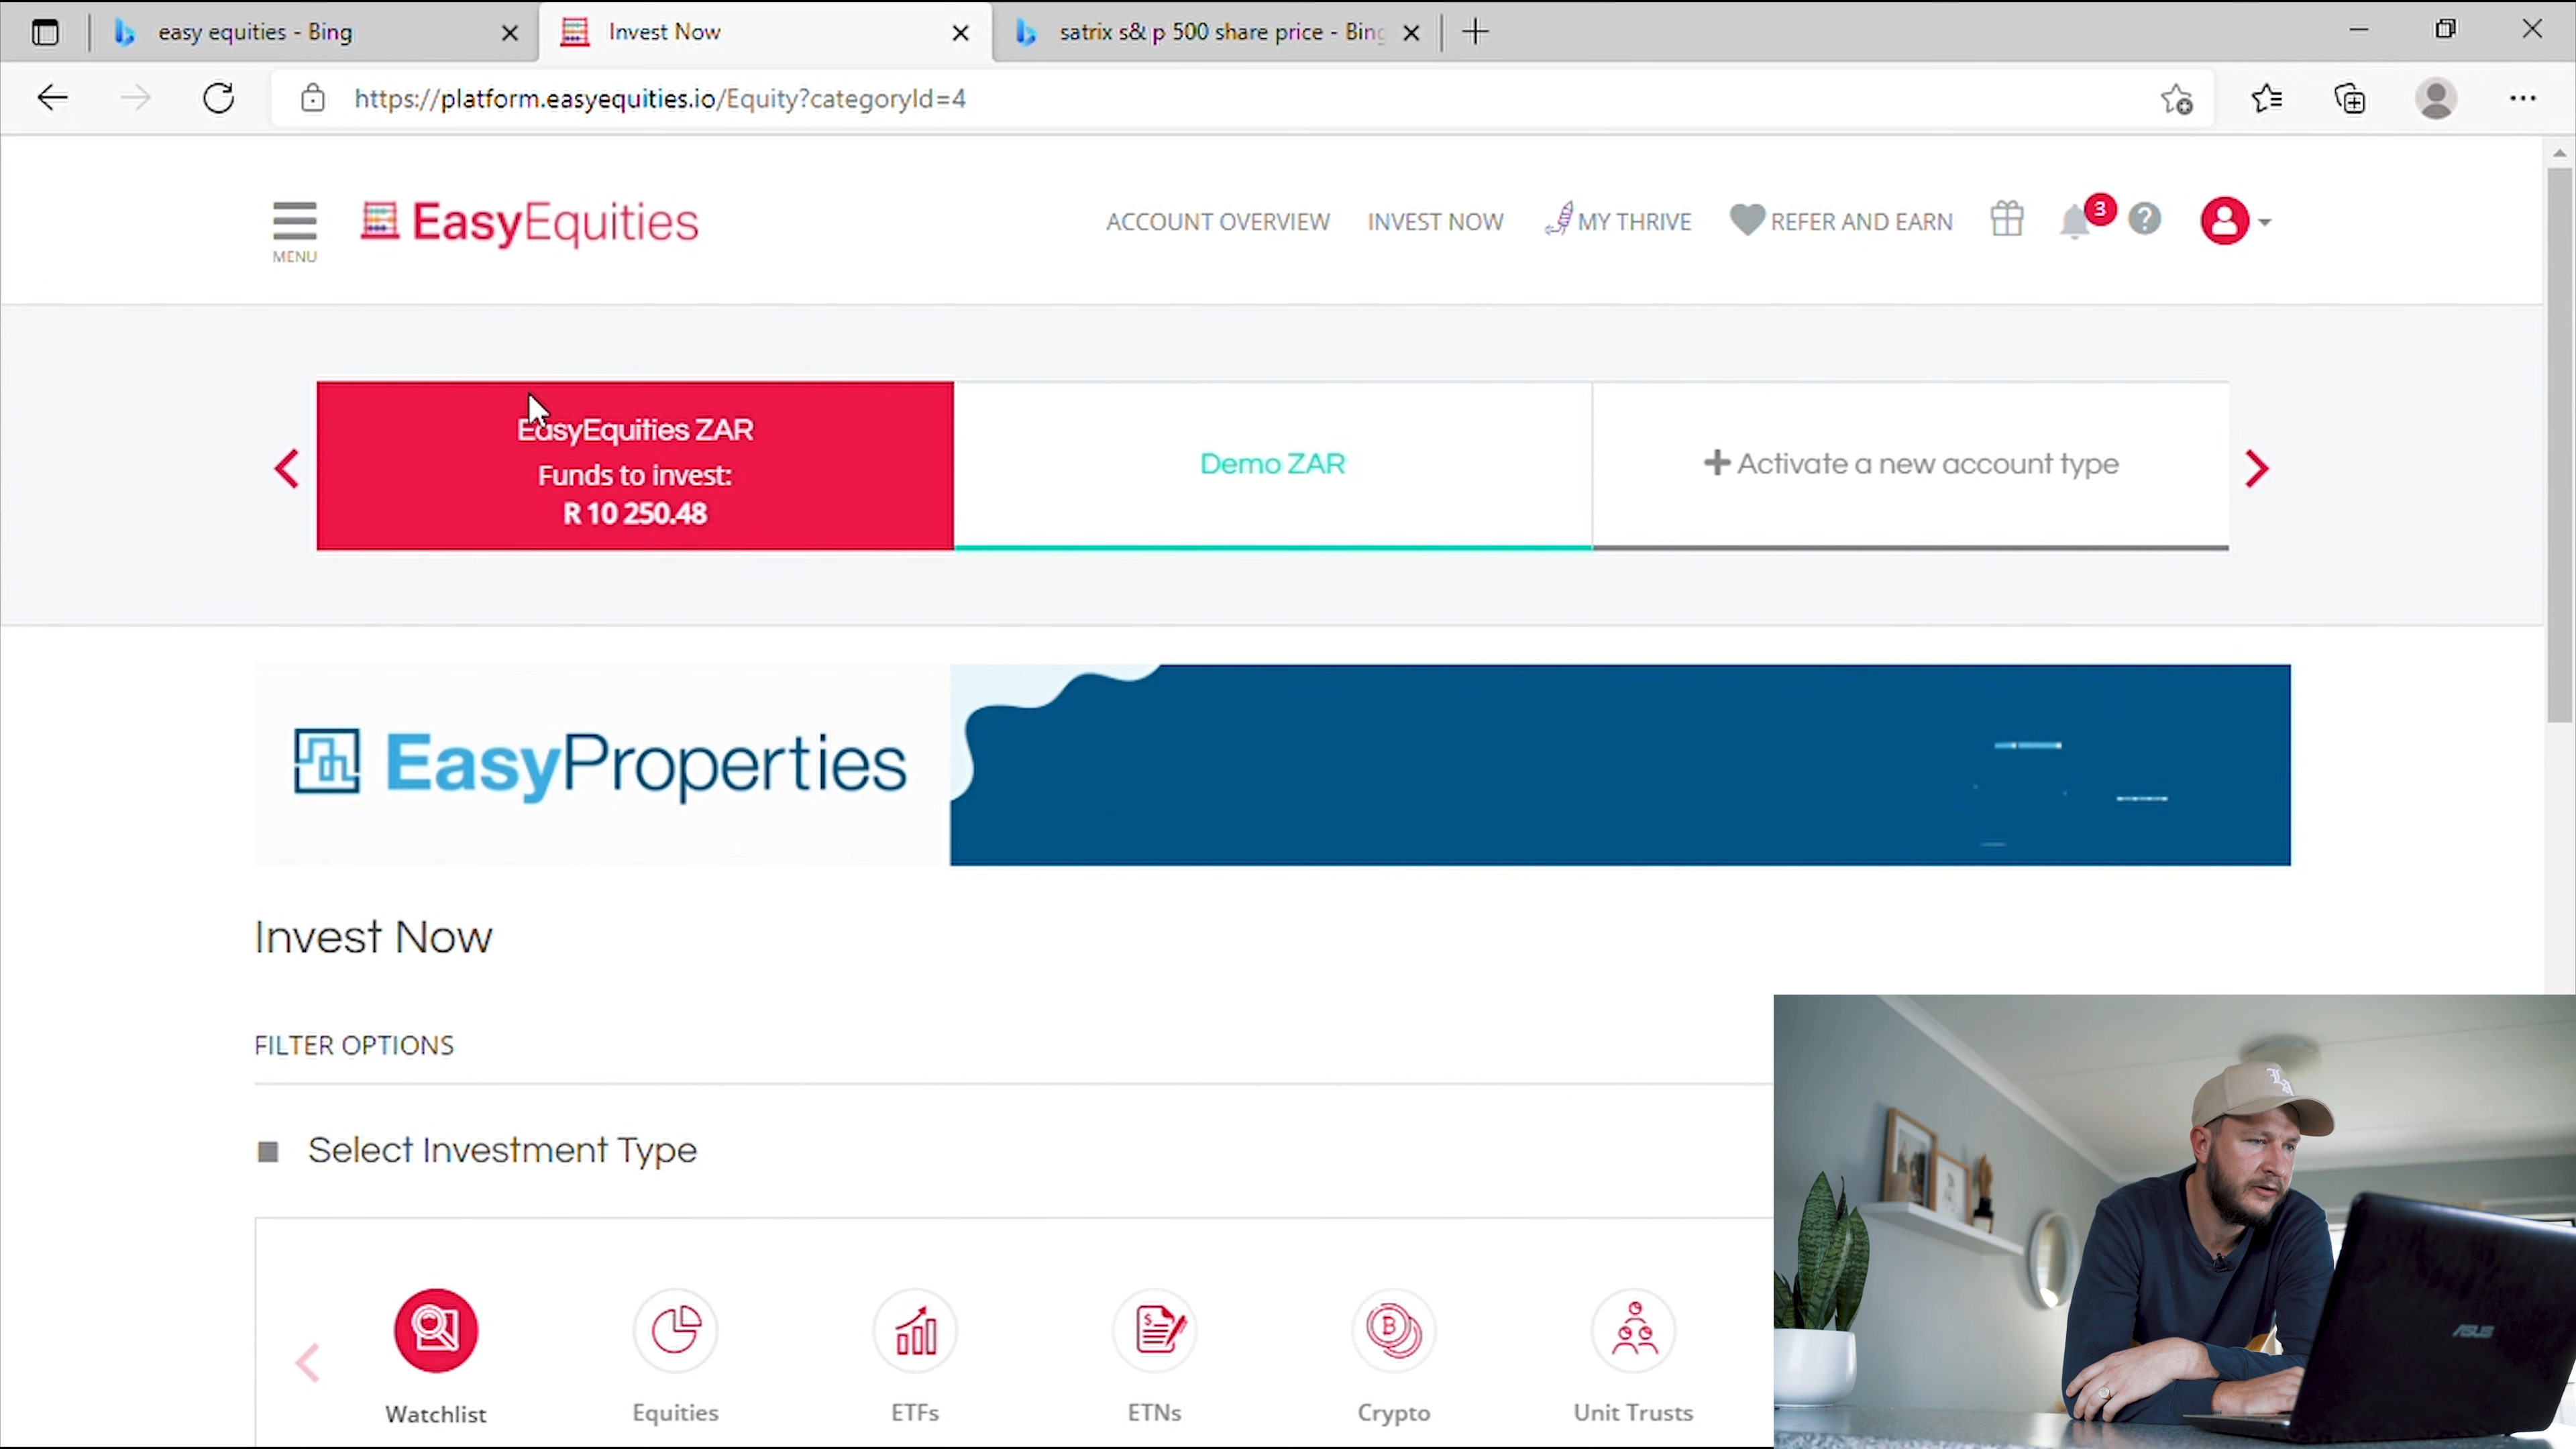 easy equities - Bing
Invest Now
satrix s& p 500 share price - Bing
https://platform.easyequities.io/Equity?categoryId=4
MENU
EasyEquities
ACCOUNT OVERVIEW
INVEST NOW
MY THRIVE
REFER AND EARN
3
?
EasyEquities ZAR
Funds to invest:
R 10 250.48
Demo ZAR
+ Activate a new account type
EasyProperties
Invest Now
FILTER OPTIONS
Select Investment Type
Watchlist
Equities
ETFs
ETNs
Crypto
Unit Trusts
LA
ASUS